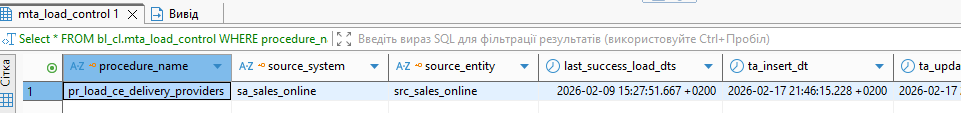 mta_load_control 1
Вивід
Select * FROM bl_cl.mta_load_control WHERE procedure_n
Введіть вираз SQL для фільтрації результатів (використовуйте Ctrl+Пробіл)
Сітка
A-Z procedure_name A-Z source_system A-Z source_entity last_success_load_dts ta_insert_dt ta_upda
1 pr_load_ce_delivery_providers sa_sales_online src_sales_online 2026-02-09 15:27:51.667 +0200 2026-02-17 21:46:15.228 +0200 2026-02-17